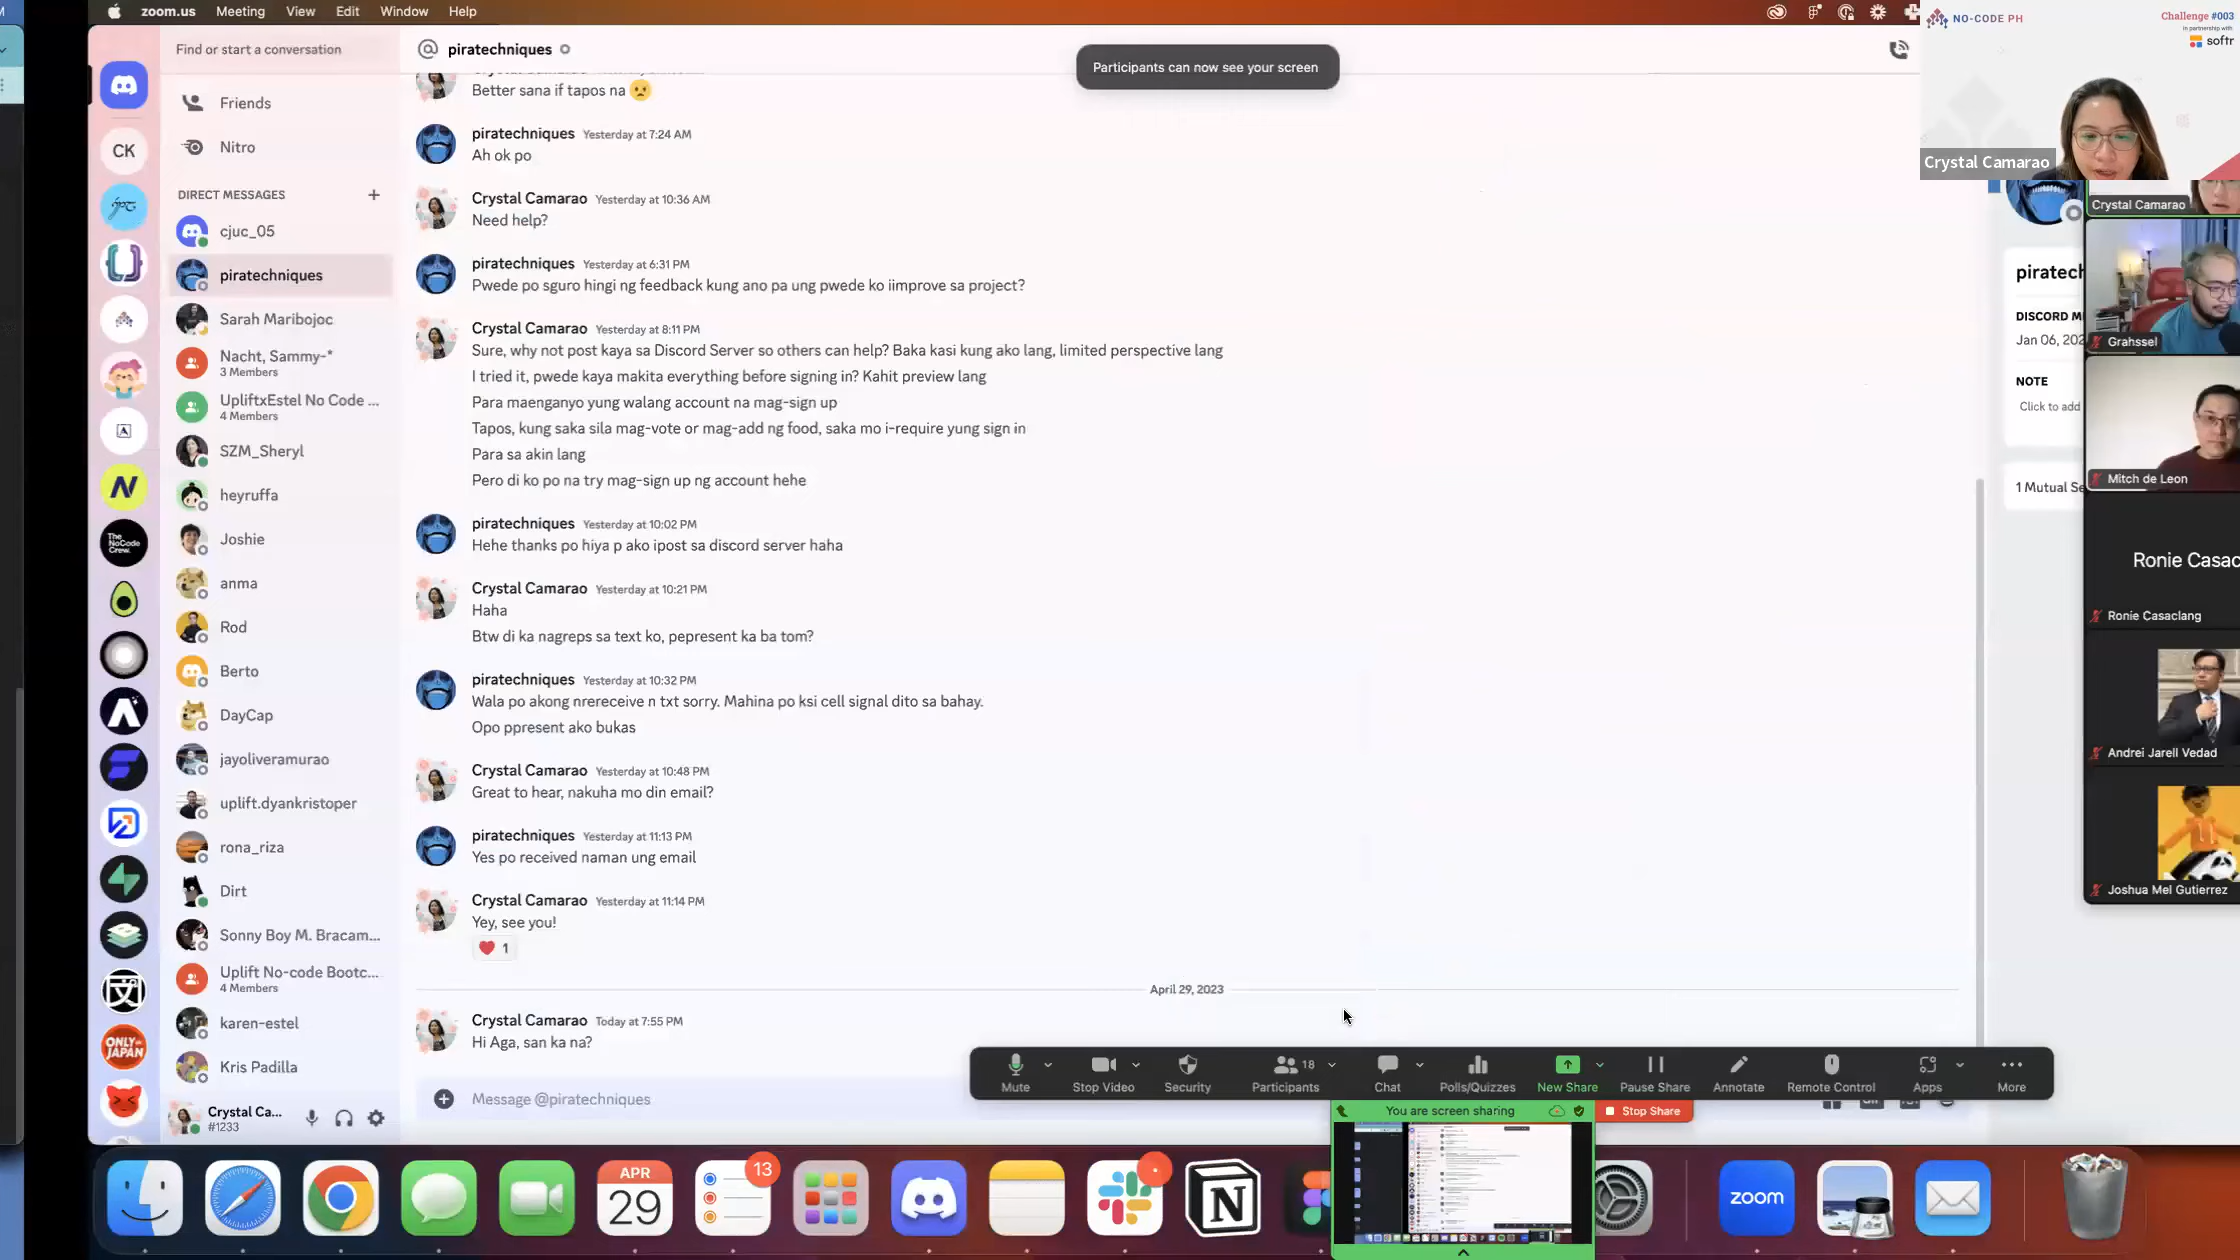 zoom.us Meeting View Edit Window Help
NO-CODE PH
Challenge #003
in partnership with
softr
Find or start a conversation
piratechniques
Participants can now see your screen
Crystal Camarao
Friends
Nitro
DIRECT MESSAGES
CK
cjuc_05
piratechniques
Sarah Maribojoc
Nacht, Sammy-*
3 Members
UpliftxEstel No Code ...
4 Members
SZM_Sheryl
heyruffa
Joshie
anma
Rod
Berto
DayCap
jayoliveramurao
uplift.dyankristoper
rona_riza
Dirt
Sonny Boy M. Bracam...
Uplift No-code Bootc...
4 Members
karen-estel
Kris Padilla
Crystal Ca...
#1233
The
NoCode
Crew.
ONLY in
JAPAN
Better sana if tapos na
piratechniques Yesterday at 7:24 AM
Ah ok po
Crystal Camarao Yesterday at 10:36 AM
Need help?
piratechniques Yesterday at 6:31 PM
Pwede po sguro hingi ng feedback kung ano pa ung pwede ko iimprove sa project?
Crystal Camarao Yesterday at 8:11 PM
Sure, why not post kaya sa Discord Server so others can help? Baka kasi kung ako lang, limited perspective lang
I tried it, pwede kaya makita everything before signing in? Kahit preview lang
Para maenganyo yung walang account na mag-sign up
Tapos, kung saka sila mag-vote or mag-add ng food, saka mo i-require yung sign in
Para sa akin lang
Pero di ko po na try mag-sign up ng account hehe
piratechniques Yesterday at 10:02 PM
Hehe thanks po hiya p ako ipost sa discord server haha
Crystal Camarao Yesterday at 10:21 PM
Haha
Btw di ka nagreps sa text ko, pepresent ka ba tom?
piratechniques Yesterday at 10:32 PM
Wala po akong nrereceive n txt sorry. Mahina po ksi cell signal dito sa bahay.
Opo ppresent ako bukas
Crystal Camarao Yesterday at 10:48 PM
Great to hear, nakuha mo din email?
piratechniques Yesterday at 11:13 PM
Yes po received naman ung email
Crystal Camarao Yesterday at 11:14 PM
Yey, see you!
1
April 29, 2023
Crystal Camarao Today at 7:55 PM
Hi Aga, san ka na?
Message @piratechniques
Crystal Camarao
piratech
DISCORD M
Jan 06, 202
NOTE
Click to add
1 Mutual Se
Grahssel
Mitch de Leon
Ronie Casac
Ronie Casaclang
Andrei Jarell Vedad
Joshua Mel Gutierrez
18
Mute Stop Video Security Participants Chat Polls/Quizzes New Share Pause Share Annotate Remote Control Apps More
You are screen sharing
Stop Share
APR
29
13
zoom